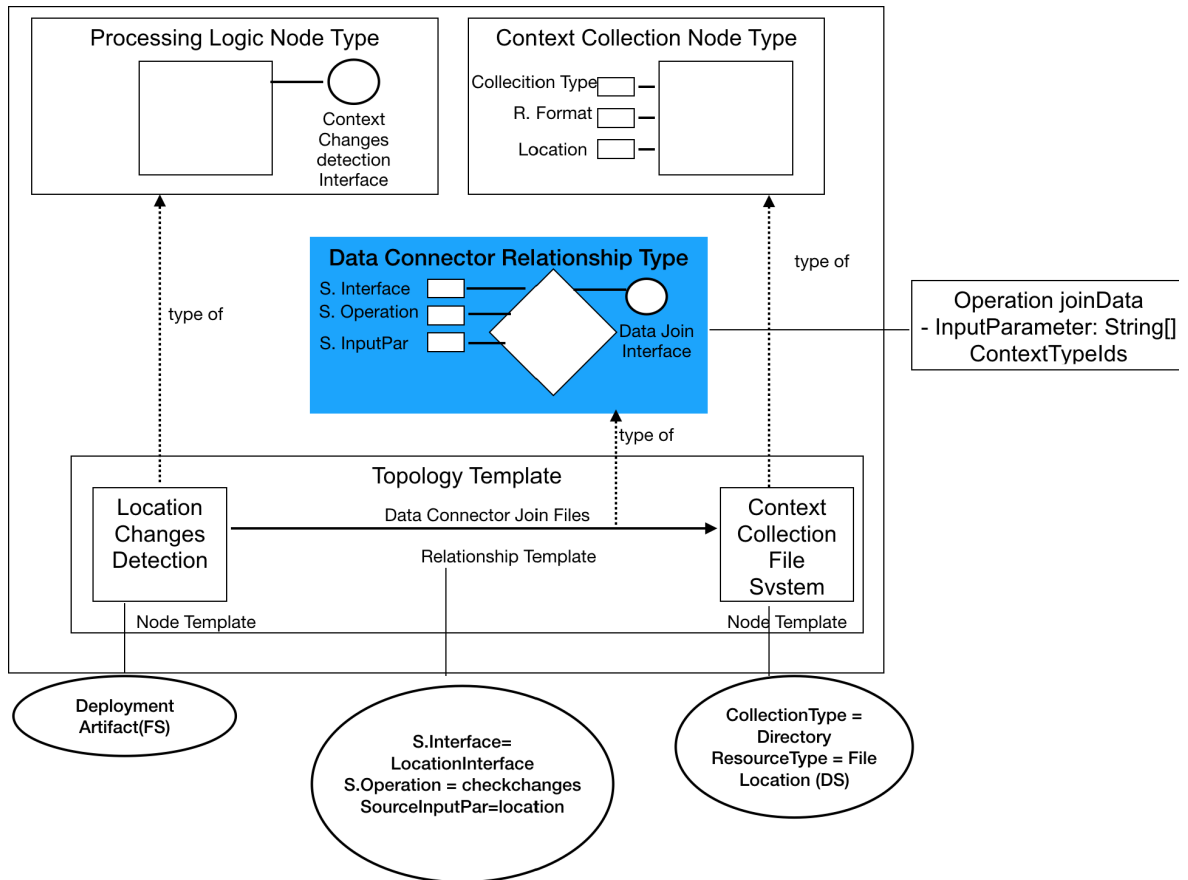 Processing Logic Node Type
Context
Changes
detection
Interface
Context Collection Node Type
Collecition Type
R. Format
Location
type of
type of
Data Connector Relationship Type
S. Interface
S. Operation
S. InputPar
Data Join
Interface
Operation joinData
- InputParameter: String[]
ContextTypeIds
type of
Topology Template
Location
Changes
Detection
Data Connector Join Files
Relationship Template
Context
Collection
File
System
Node Template
Node Template
Deployment
Artifact(FS)
S.Interface=
LocationInterface
S.Operation = checkchanges
SourceInputPar=location
CollectionType =
Directory
ResourceType = File
Location (DS)